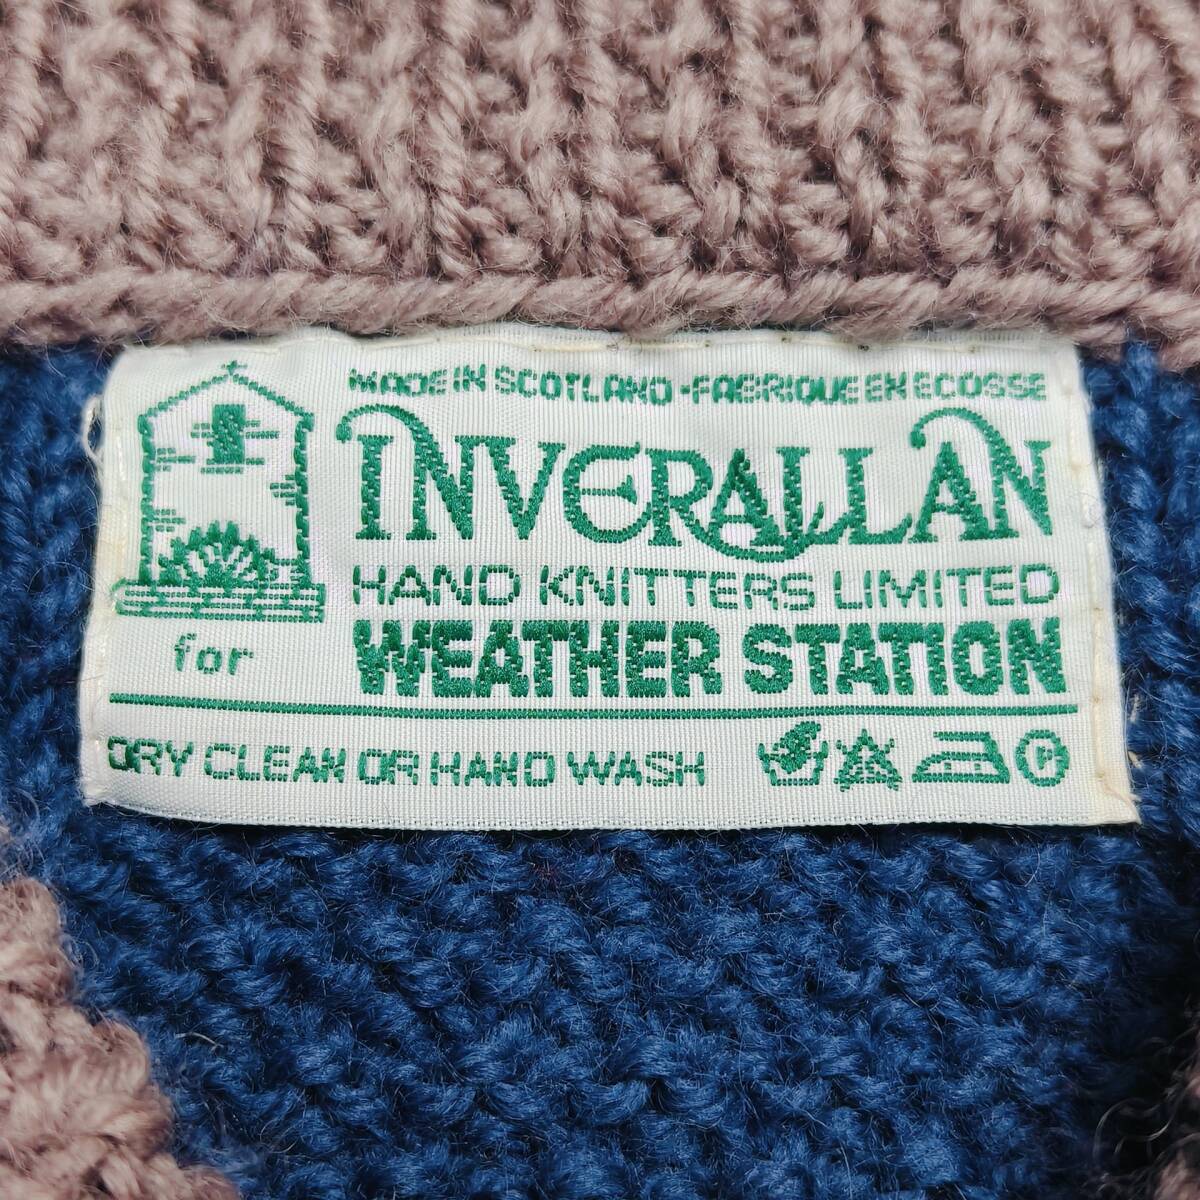 MADE IN SCOTLAND · FABRIQUE EN ECOSSE
INVERALLAN
HAND KNITTERS LIMITED
for WEATHER STATION
DRY CLEAN OR HAND WASH P